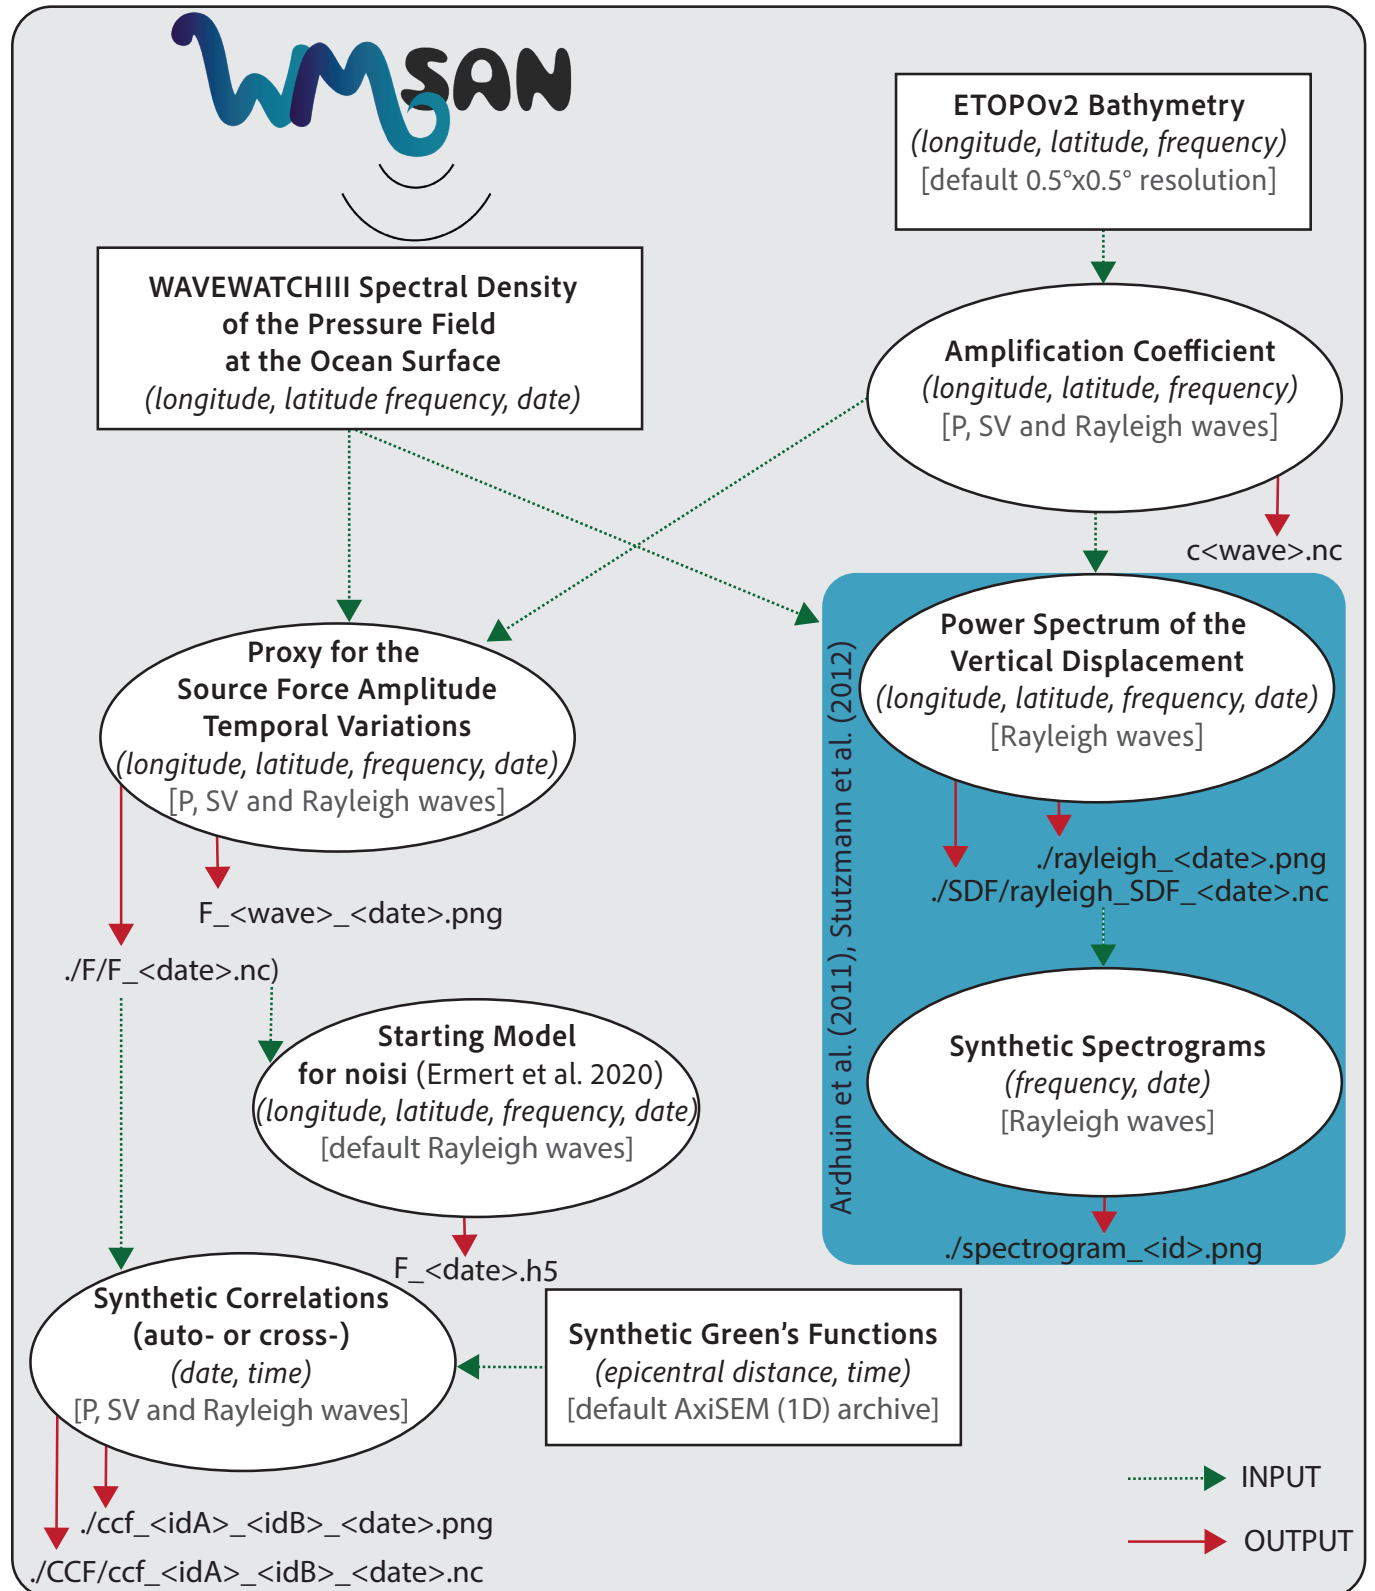 WMSAN
ETOPOv2 Bathymetry
(longitude, latitude, frequency)
[default 0.5°x0.5° resolution]
WAVEWATCHIII Spectral Density
of the Pressure Field
at the Ocean Surface
(longitude, latitude frequency, date)
Amplification Coefficient
(longitude, latitude, frequency)
[P, SV and Rayleigh waves]
c<wave>.nc
Proxy for the
Source Force Amplitude
Temporal Variations
(longitude, latitude, frequency, date)
[P, SV and Rayleigh waves]
F_<wave>_<date>.png
./F/F_<date>.nc)
Ardhuin et al. (2011), Stutzmann et al. (2012)
Power Spectrum of the
Vertical Displacement
(longitude, latitude, frequency, date)
[Rayleigh waves]
./rayleigh_<date>.png
./SDF/rayleigh_SDF_<date>.nc
Synthetic Spectrograms
(frequency, date)
[Rayleigh waves]
./spectrogram_<id>.png
Starting Model
for noisi (Ermert et al. 2020)
(longitude, latitude, frequency, date)
[default Rayleigh waves]
F_<date>.h5
Synthetic Correlations
(auto- or cross-)
(date, time)
[P, SV and Rayleigh waves]
Synthetic Green's Functions
(epicentral distance, time)
[default AxiSEM (1D) archive]
./ccf_<idA>_<idB>_<date>.png
./CCF/ccf_<idA>_<idB>_<date>.nc
INPUT
OUTPUT